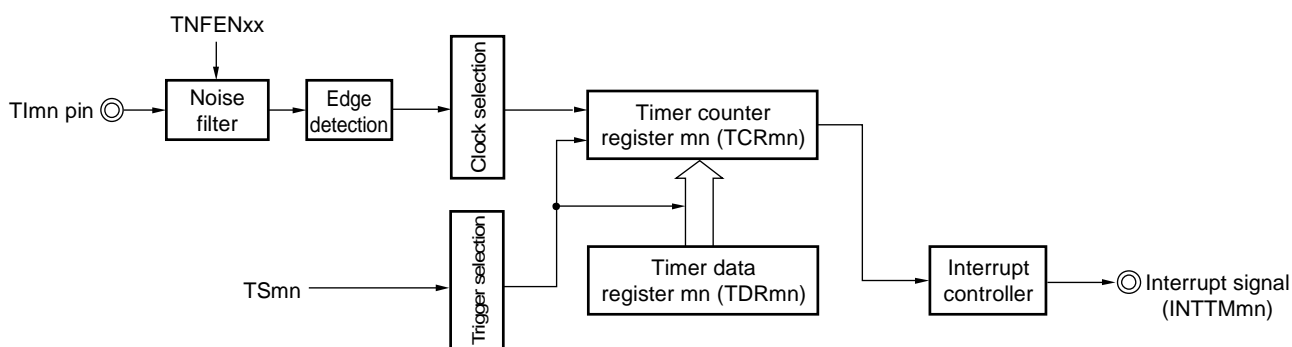 TNFENxx
TImn pin
Noise
filter
Edge
detection
Clock selection
Timer counter
register mn (TCRmn)
TSmn
Trigger selection
Timer data
register mn (TDRmn)
Interrupt
controller
Interrupt signal
(INTTMmn)